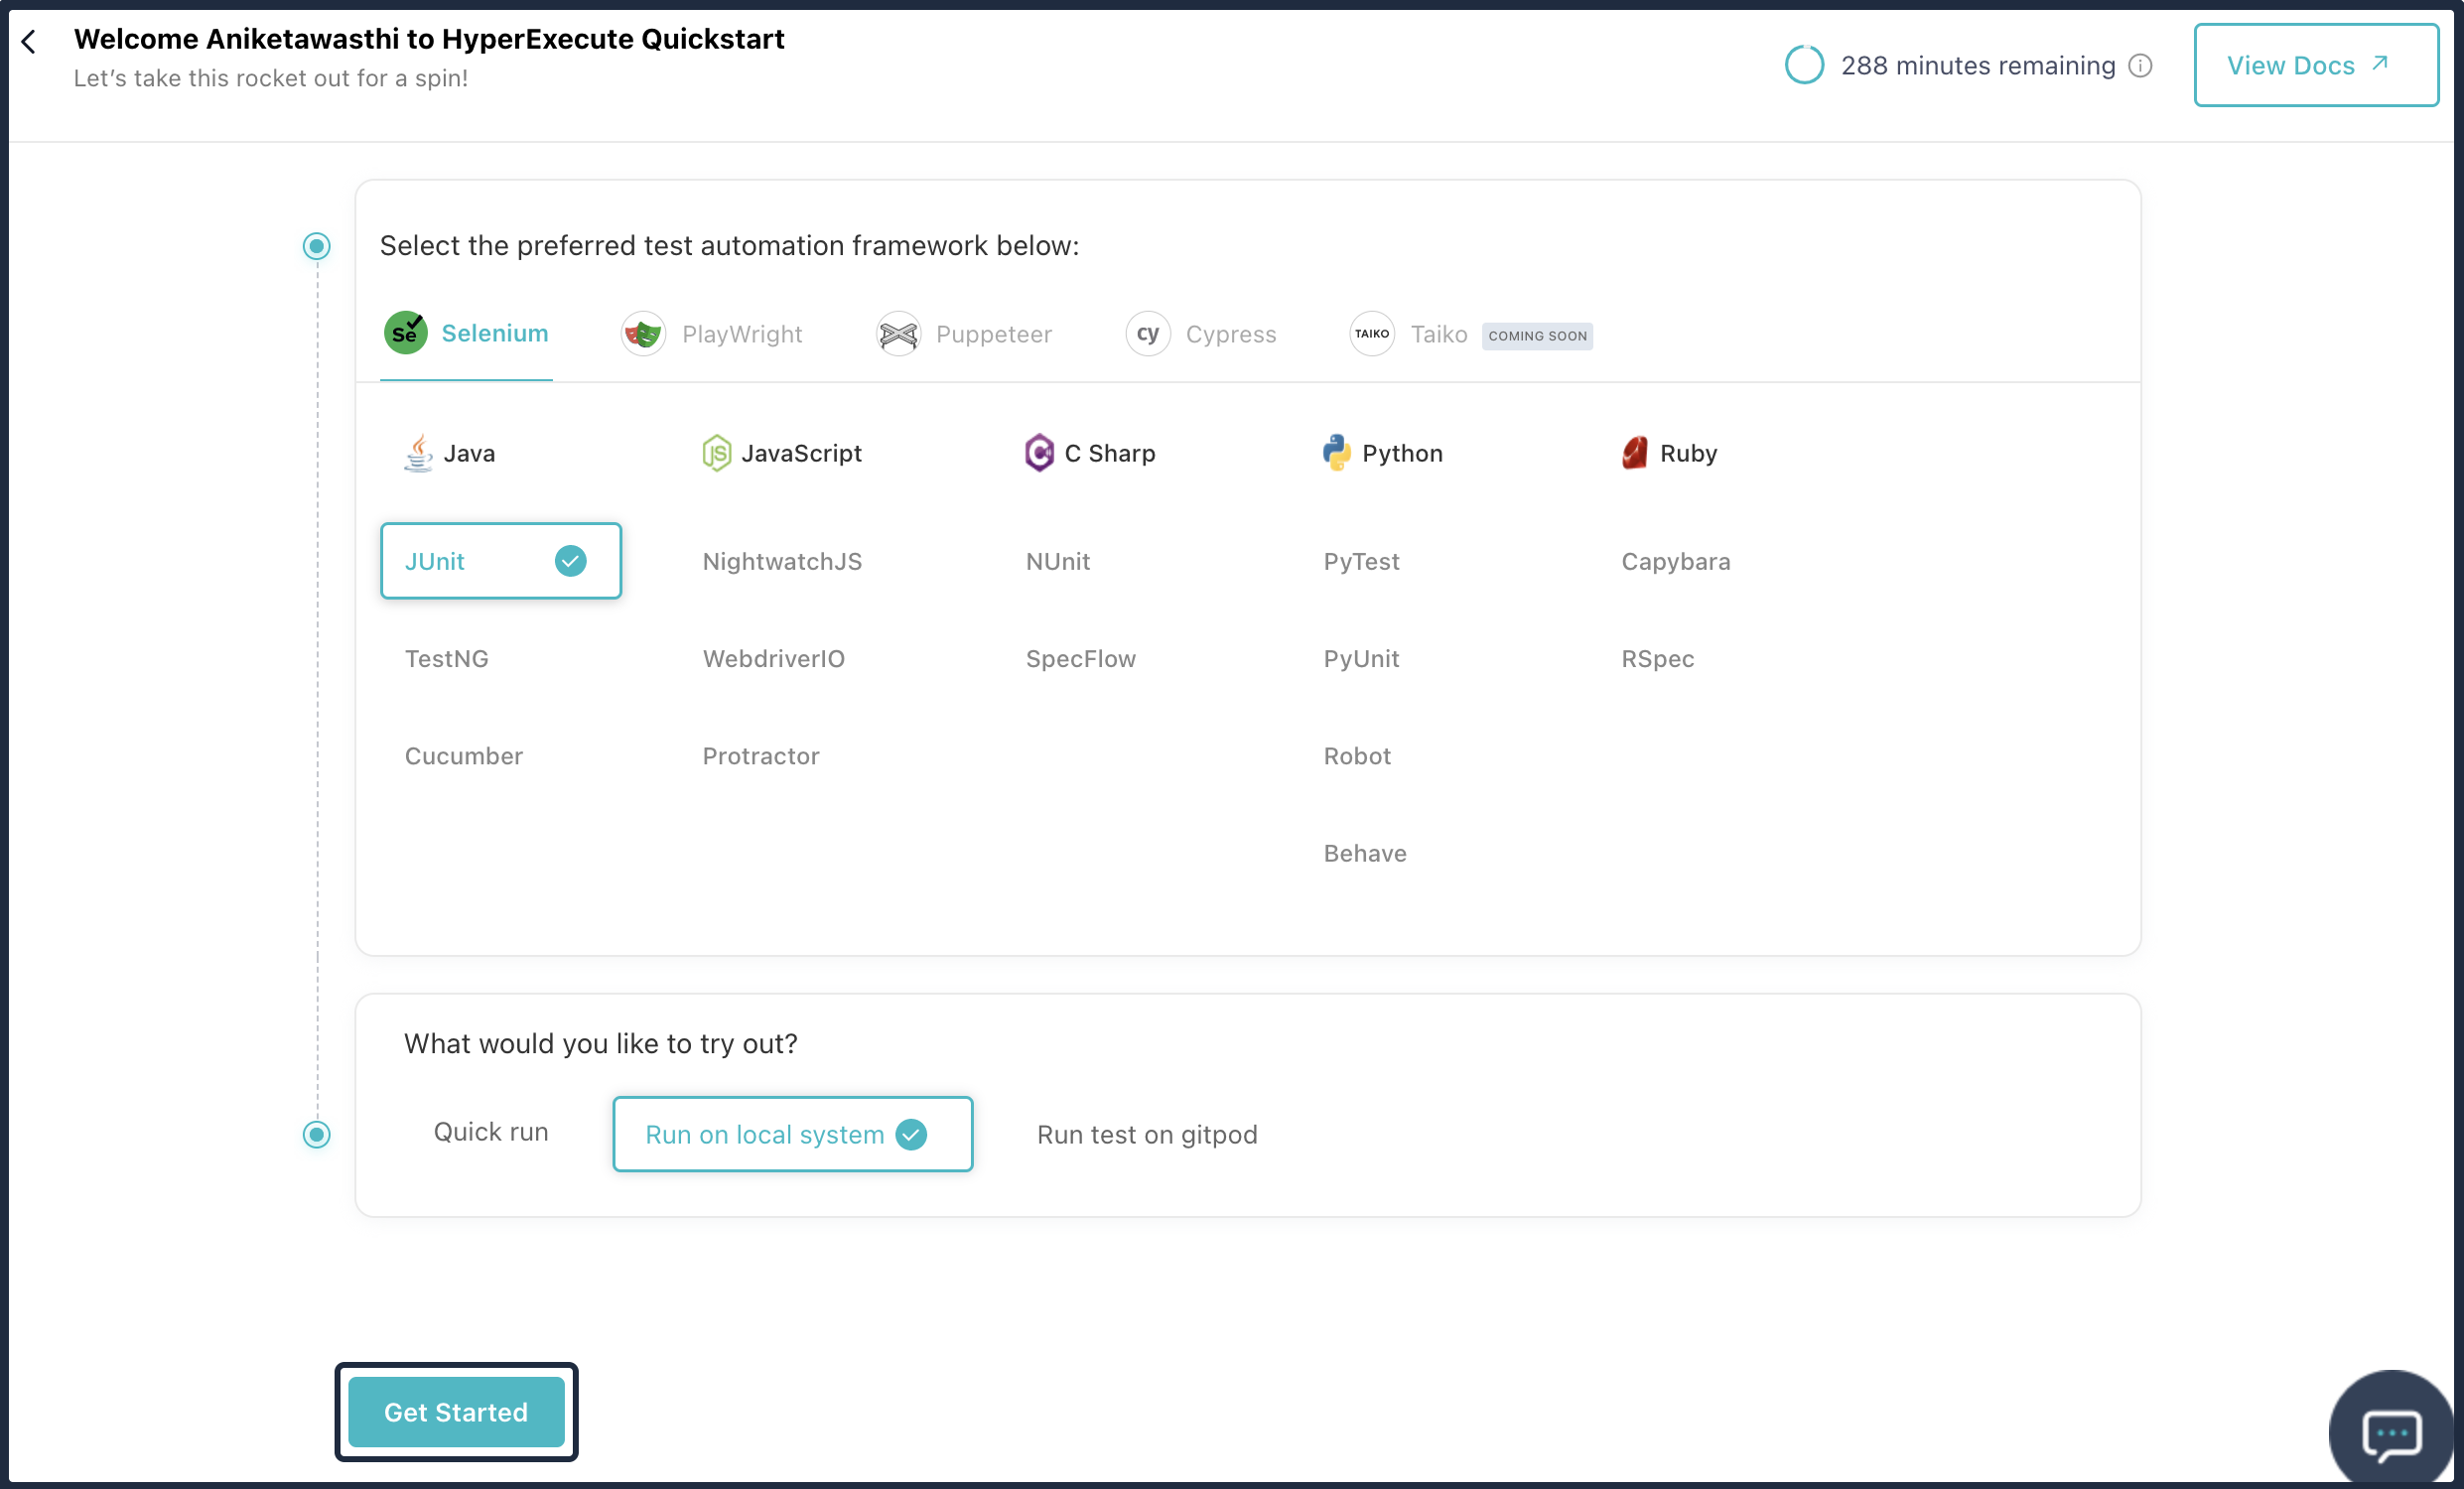 Welcome Aniketawasthi to HyperExecute Quickstart
Let's take this rocket out for a spin!
288 minutes remaining
View Docs
Select the preferred test automation framework below:
se Selenium
PlayWright
Puppeteer
cy Cypress
TAIKO Taiko COMING SOON
Java
JS JavaScript
C Sharp
Python
Ruby
JUnit
NightwatchJS
NUnit
PyTest
Capybara
TestNG
WebdriverIO
SpecFlow
PyUnit
RSpec
Cucumber
Protractor
Robot
Behave
What would you like to try out?
Quick run
Run on local system
Run test on gitpod
Get Started